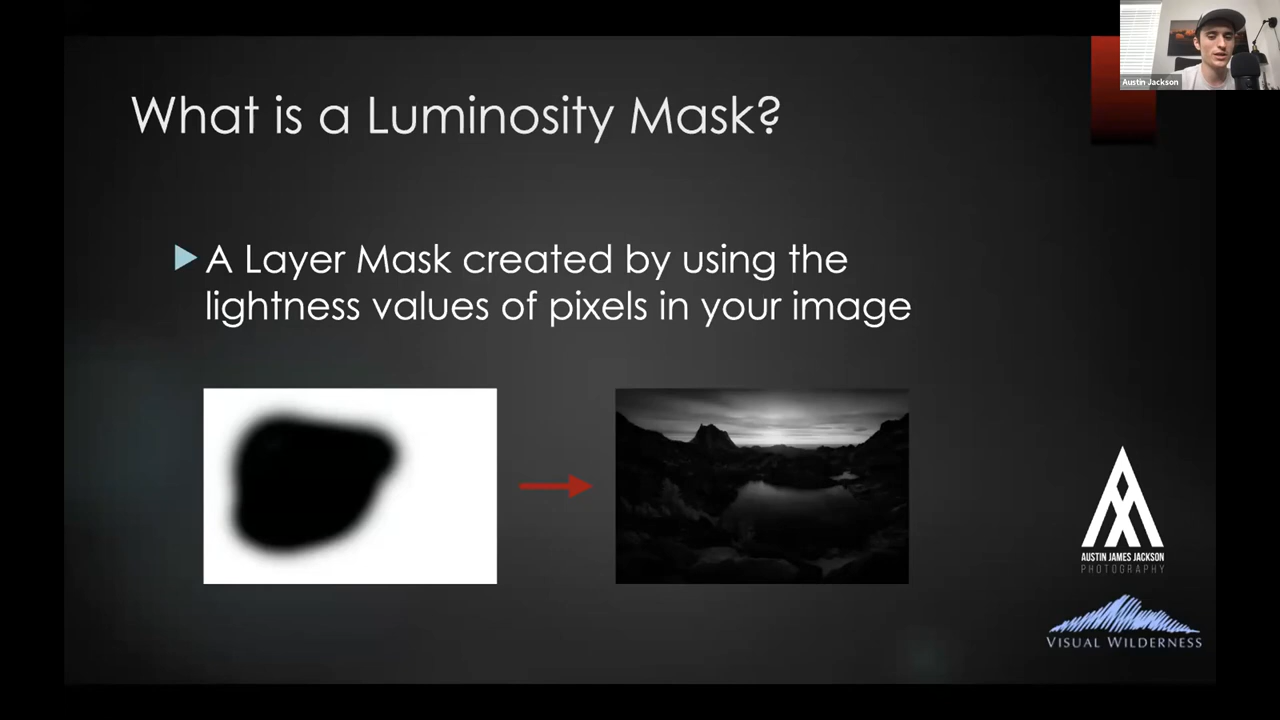 Austin Jackson
What is a Luminosity Mask?
A Layer Mask created by using the
lightness values of pixels in your image
AUSTIN JAMES JACKSON
PHOTOGRAPHY
VISUAL WILDERNESS